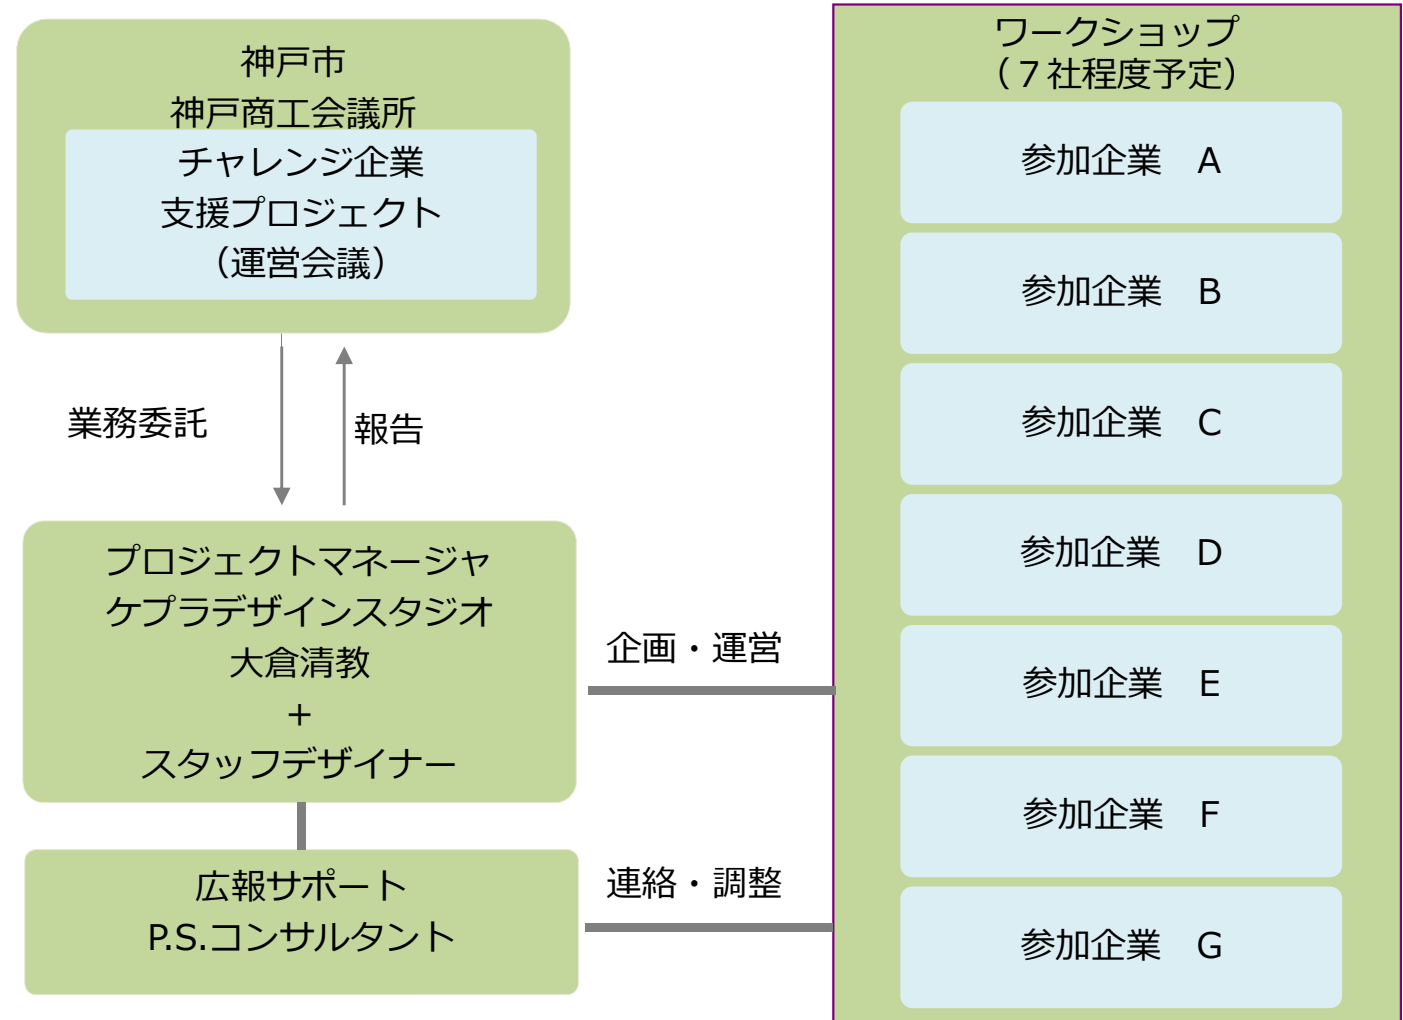 神戸市
神戸商工会議所
チャレンジ企業
支援プロジェクト
（運営会議）
業務委託
報告
プロジェクトマネージャ
ケプラデザインスタジオ
大倉清教
+
スタッフデザイナー
広報サポート
P.S.コンサルタント
企画・運営
連絡・調整
ワークショップ
（７社程度予定）
参加企業　A
参加企業　B
参加企業　C
参加企業　D
参加企業　E
参加企業　F
参加企業　G